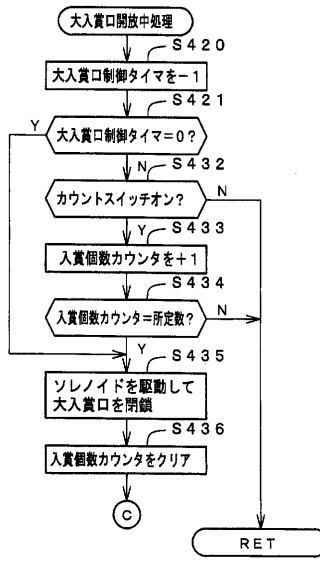 大入賞口開放中処理
S420
大入賞口制御タイマを－1
S421
Y
大入賞口制御タイマ＝0？
N
S432
カウントスイッチオン？
N
Y
S433
入賞個数カウンタを＋1
S434
入賞個数カウンタ＝所定数？
N
Y
S435
ソレノイドを駆動して
大入賞口を閉鎖
S436
入賞個数カウンタをクリア
C
RET